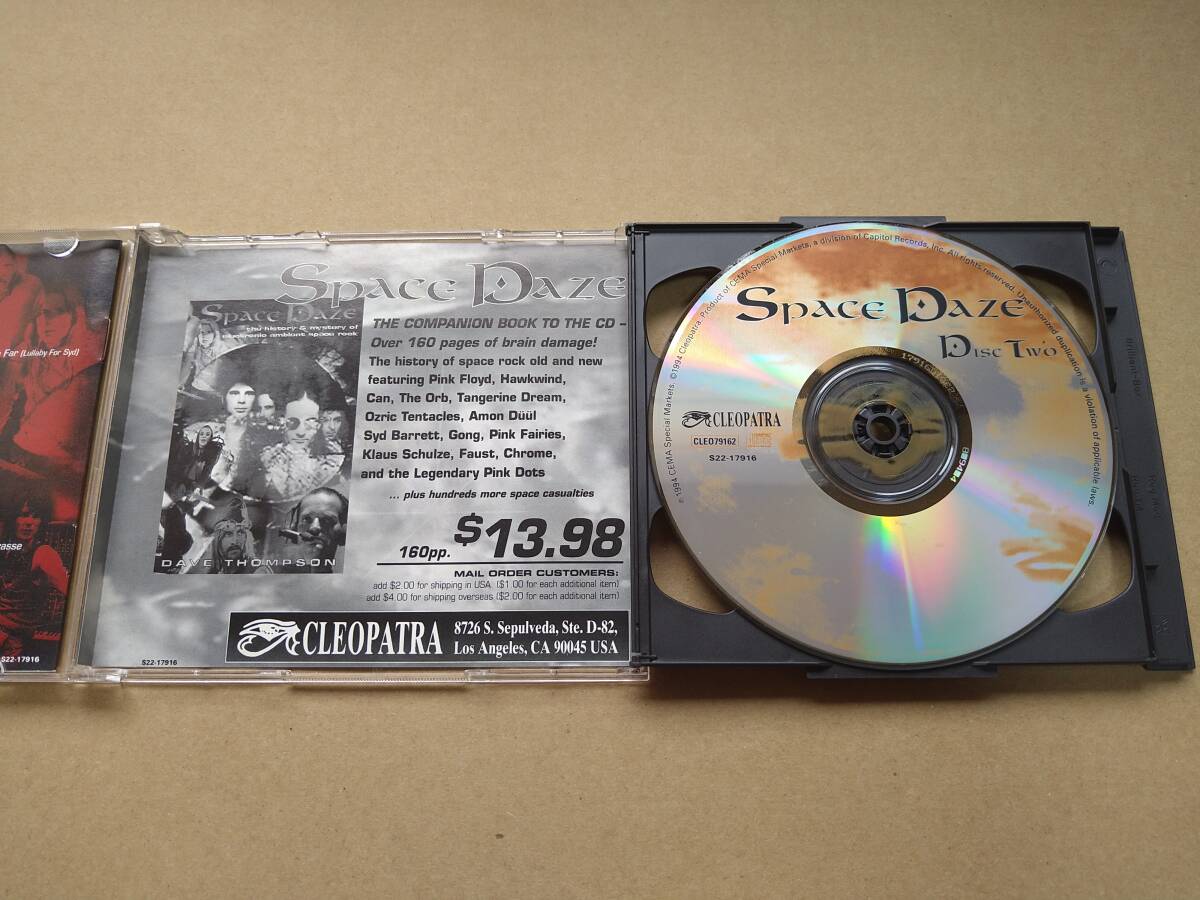 Far (Lullaby For Syd)
asse
S22-17916
Space Daze
Space Daze
the history & mystery of
electronic ambient space rock
DAVE THOMPSON
THE COMPANION BOOK TO THE CD -
Over 160 pages of brain damage!
The history of space rock old and new
featuring Pink Floyd, Hawkwind,
Can, The Orb, Tangerine Dream,
Ozric Tentacles, Amon Düül
Syd Barrett, Gong, Pink Fairies,
Klaus Schulze, Faust, Chrome,
and the Legendary Pink Dots
... plus hundreds more space casualties
160pp. $13.98
MAIL ORDER CUSTOMERS:
add $2.00 for shipping in USA ($1.00 for each additional item)
add $4.00 for shipping overseas ($2.00 for each additional item)
CLEOPATRA
8726 S. Sepulveda, Ste. D-82,
Los Angeles, CA 90045 USA
S22-17916
Space Daze
Disc Two
CLEOPATRA
CLEO79162
S22-17916
℗1994 CEMA Special Markets. ©1994 Cleopatra. Product of CEMA Special Markets, a division of Capitol Records, Inc. All rights reserved. Unauthorized duplication is a violation of applicable laws.